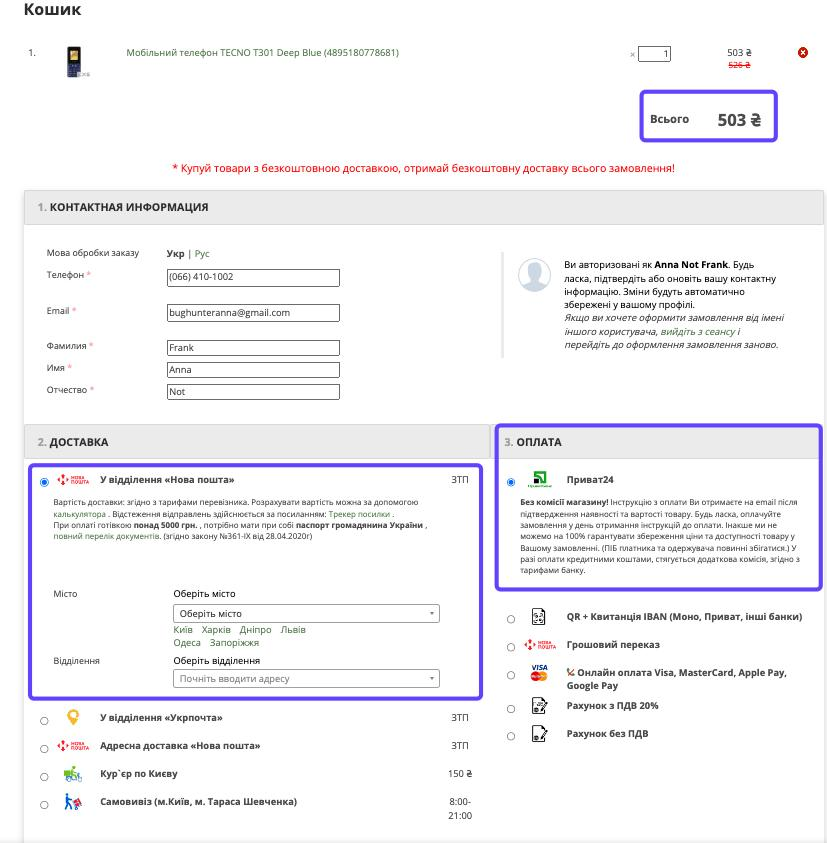 Кошик
1. Мобільний телефон TECNO T301 Deep Blue (4895180778681) × 1 503 ₴
526 ₴
Всього 503 ₴
* Купуй товари з безкоштовною доставкою, отримай безкоштовну доставку всього замовлення!
1. КОНТАКТНАЯ ИНФОРМАЦИЯ
Мова обробки заказу Укр | Рус
Телефон * (066) 410-1002
Email * bughunteranna@gmail.com
Фамилия * Frank
Имя * Anna
Отчество * Not
Ви авторизовані як Anna Not Frank. Будь
ласка, підтвердіть або оновіть вашу контактну
інформацію. Зміни будуть автоматично
збережені у вашому профілі.
Якщо ви хочете оформити замовлення від імені
іншого користувача, вийдіть з сеансу і
перейдіть до оформлення замовлення заново.
2. ДОСТАВКА
НОВА ПОШТА У відділення «Нова пошта» ЗТП
Вартість доставки: згідно з тарифами перевізника. Розрахувати вартість можна за допомогою
калькулятора . Відстеження відправлень здійснюється за посиланням: Трекер посилки .
При оплаті готівкою понад 5000 грн. , потрібно мати при собі паспорт громадянина України ,
повний перелік документів. (згідно закону №361-IX від 28.04.2020г)
Місто Оберіть місто
Оберіть місто
Київ Харків Дніпро Львів
Одеса Запоріжжя
Відділення Оберіть відділення
Почніть вводити адресу
У відділення «Укрпочта» ЗТП
НОВА ПОШТА Адресна доставка «Нова пошта» ЗТП
Кур`єр по Києву 150 ₴
Самовивіз (м.Київ, м. Тараса Шевченка) 8:00-
21:00
3. ОПЛАТА
Приват24
Без комісії магазину! Інструкцію з оплати Ви отримаєте на email після
підтвердження наявності та вартості товару. Будь ласка, оплачуйте
замовлення у день отримання інструкцій до оплати. Інакше ми не
можемо на 100% гарантувати збереження ціни та доступності товару у
Вашому замовленні. (ПІБ платника та одержувача повинні збігатися.) У
разі оплати кредитними коштами, стягується додаткова комісія, згідно з
тарифами банку.
QR + Квитанція IBAN (Моно, Приват, інші банки)
НОВА ПОШТА Грошовий переказ
VISA Онлайн оплата Visa, MasterCard, Apple Pay,
Google Pay
Рахунок з ПДВ 20%
Рахунок без ПДВ